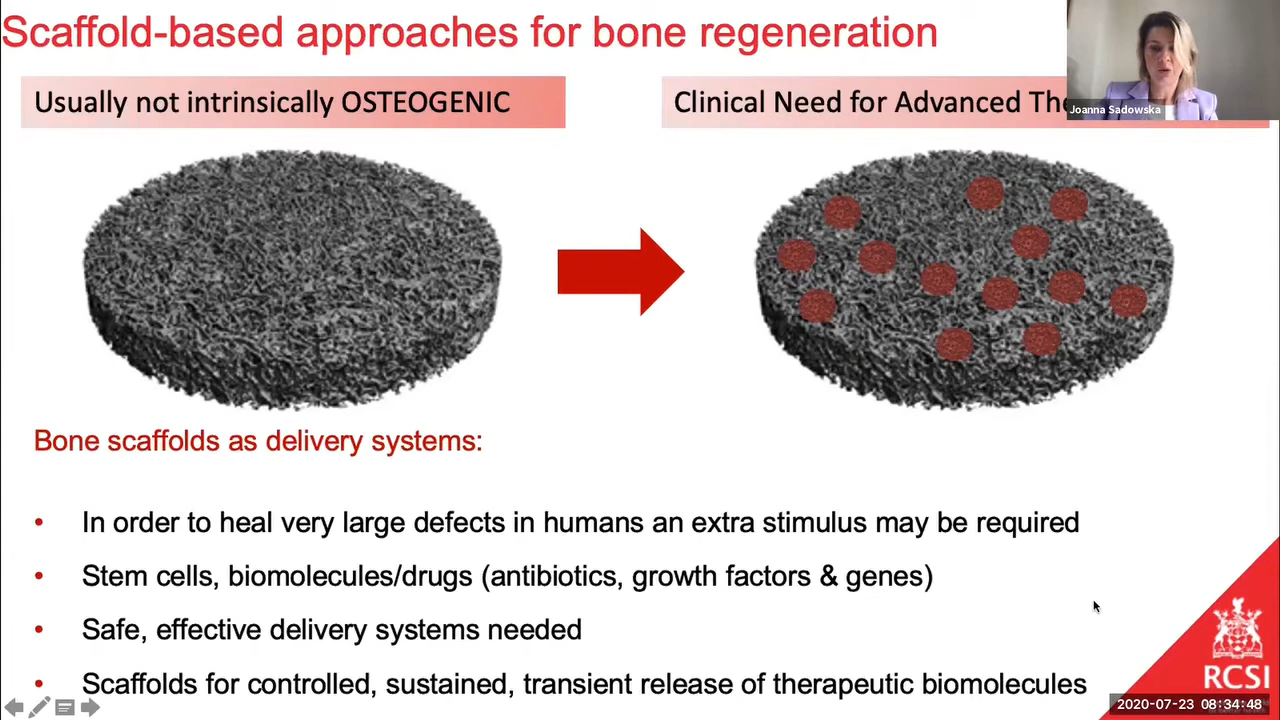 Scaffold-based approaches for bone regeneration
Usually not intrinsically OSTEOGENIC
Clinical Need for Advanced
Joanna Sadowska
Bone scaffolds as delivery systems:
• In order to heal very large defects in humans an extra stimulus may be required
• Stem cells, biomolecules/drugs (antibiotics, growth factors & genes)
• Safe, effective delivery systems needed
• Scaffolds for controlled, sustained, transient release of therapeutic biomolecules
RCSI
2020-07-23 08:34:48